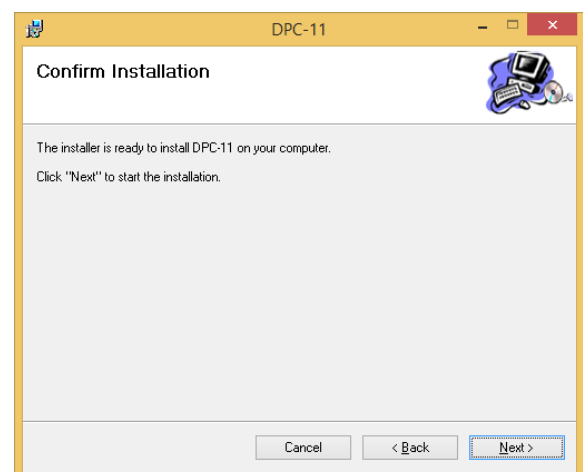 DPC-11
Confirm Installation
The installer is ready to install DPC-11 on your computer.
Click "Next" to start the installation.
Cancel
< Back
Next >